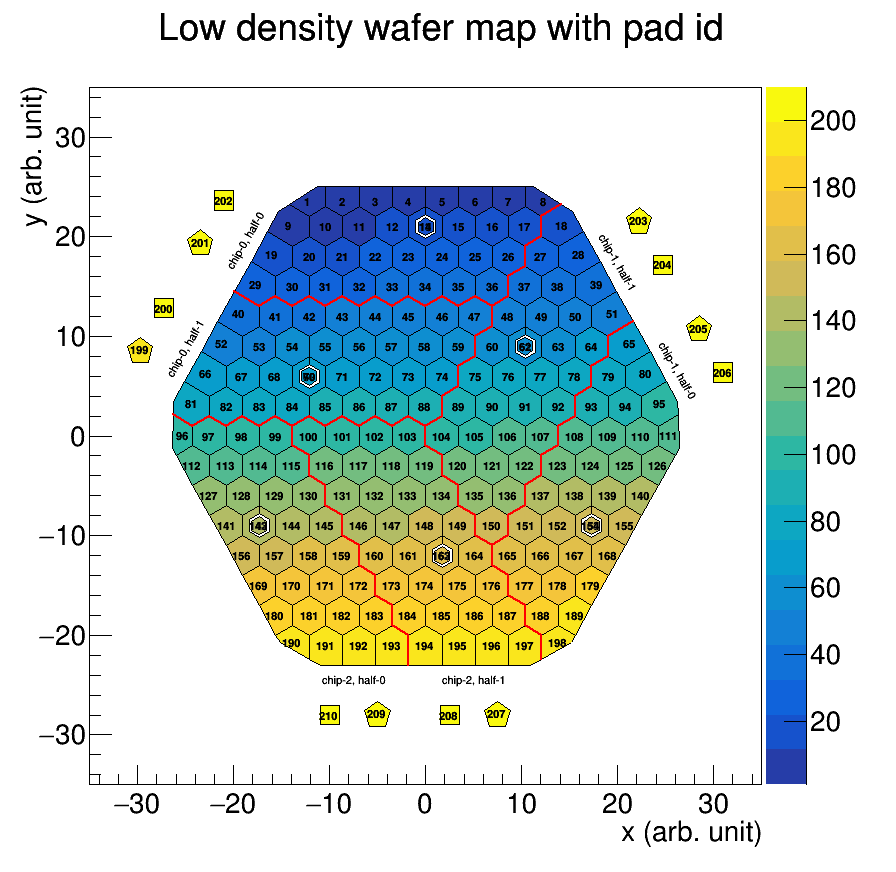 Low density wafer map with pad id
y (arb. unit)
30
20
10
0
−10
−20
−30
202
201
200
199
chip-0, half-0
chip-0, half-1
1 2 3 4 5 6 7 8
9 10 11 12 15 16 17 18
19 20 21 22 23 24 25 26 27 28
29 30 31 32 33 34 35 36 37 38 39
40 41 42 43 44 45 46 47 48 49 50 51
52 53 54 55 56 57 58 59 60 63 64 65
66 67 68 71 72 73 74 75 76 77 78 79 80
81 82 83 84 85 86 87 88 89 90 91 92 93 94 95
96 97 98 99 100 101 102 103 104 105 106 107 108 109 110 111
112 113 114 115 116 117 118 119 120 121 122 123 124 125 126
127 128 129 130 131 132 133 134 135 136 137 138 139 140
141 144 145 146 147 148 149 150 151 152 155
156 157 158 159 160 161 164 165 166 167 168
169 170 171 172 173 174 175 176 177 178 179
180 181 182 183 184 185 186 187 188 189
190 191 192 193 194 195 196 197 198
chip-1, half-1
chip-1, half-0
203
204
205
206
chip-2, half-0 chip-2, half-1
210 209 208 207
−30 −20 −10 0 10 20 30
x (arb. unit)
200
180
160
140
120
100
80
60
40
20